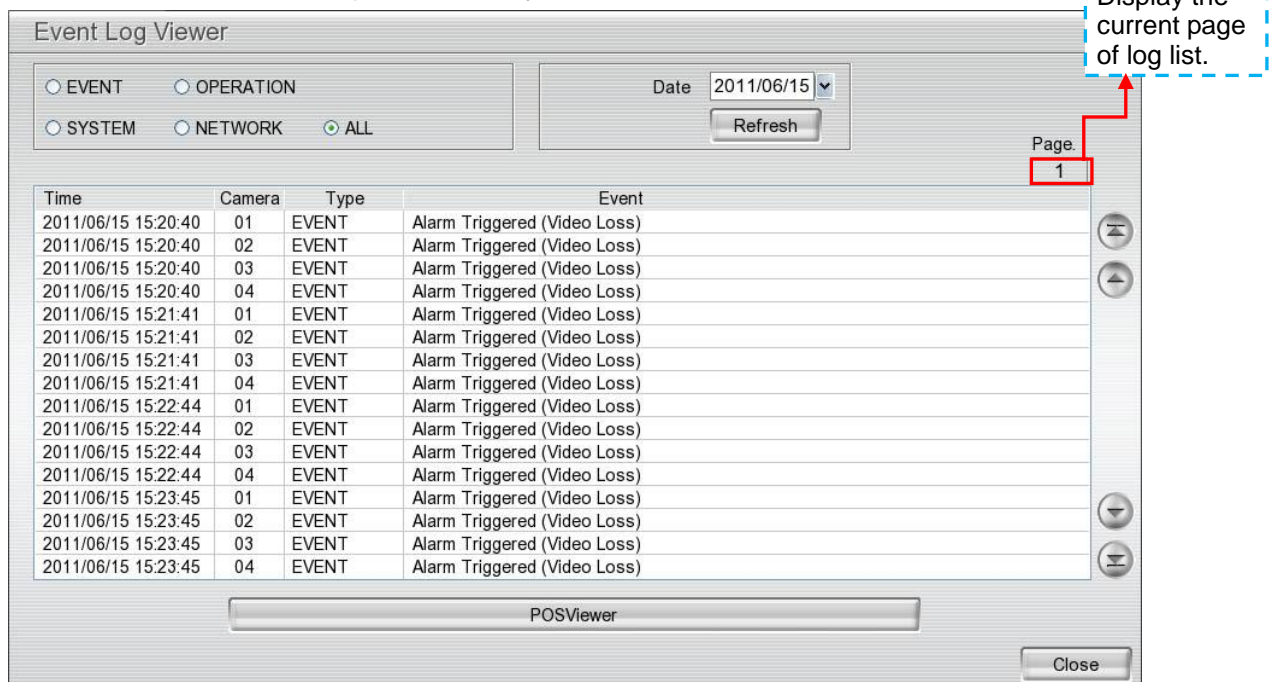 Display the
current page
of log list.
Event Log Viewer
EVENT OPERATION
SYSTEM NETWORK ALL
Date 2011/06/15
Refresh
Page.
1
Time Camera Type Event
2011/06/15 15:20:40 01 EVENT Alarm Triggered (Video Loss)
2011/06/15 15:20:40 02 EVENT Alarm Triggered (Video Loss)
2011/06/15 15:20:40 03 EVENT Alarm Triggered (Video Loss)
2011/06/15 15:20:40 04 EVENT Alarm Triggered (Video Loss)
2011/06/15 15:21:41 01 EVENT Alarm Triggered (Video Loss)
2011/06/15 15:21:41 02 EVENT Alarm Triggered (Video Loss)
2011/06/15 15:21:41 03 EVENT Alarm Triggered (Video Loss)
2011/06/15 15:21:41 04 EVENT Alarm Triggered (Video Loss)
2011/06/15 15:22:44 01 EVENT Alarm Triggered (Video Loss)
2011/06/15 15:22:44 02 EVENT Alarm Triggered (Video Loss)
2011/06/15 15:22:44 03 EVENT Alarm Triggered (Video Loss)
2011/06/15 15:22:44 04 EVENT Alarm Triggered (Video Loss)
2011/06/15 15:23:45 01 EVENT Alarm Triggered (Video Loss)
2011/06/15 15:23:45 02 EVENT Alarm Triggered (Video Loss)
2011/06/15 15:23:45 03 EVENT Alarm Triggered (Video Loss)
2011/06/15 15:23:45 04 EVENT Alarm Triggered (Video Loss)
POSViewer
Close